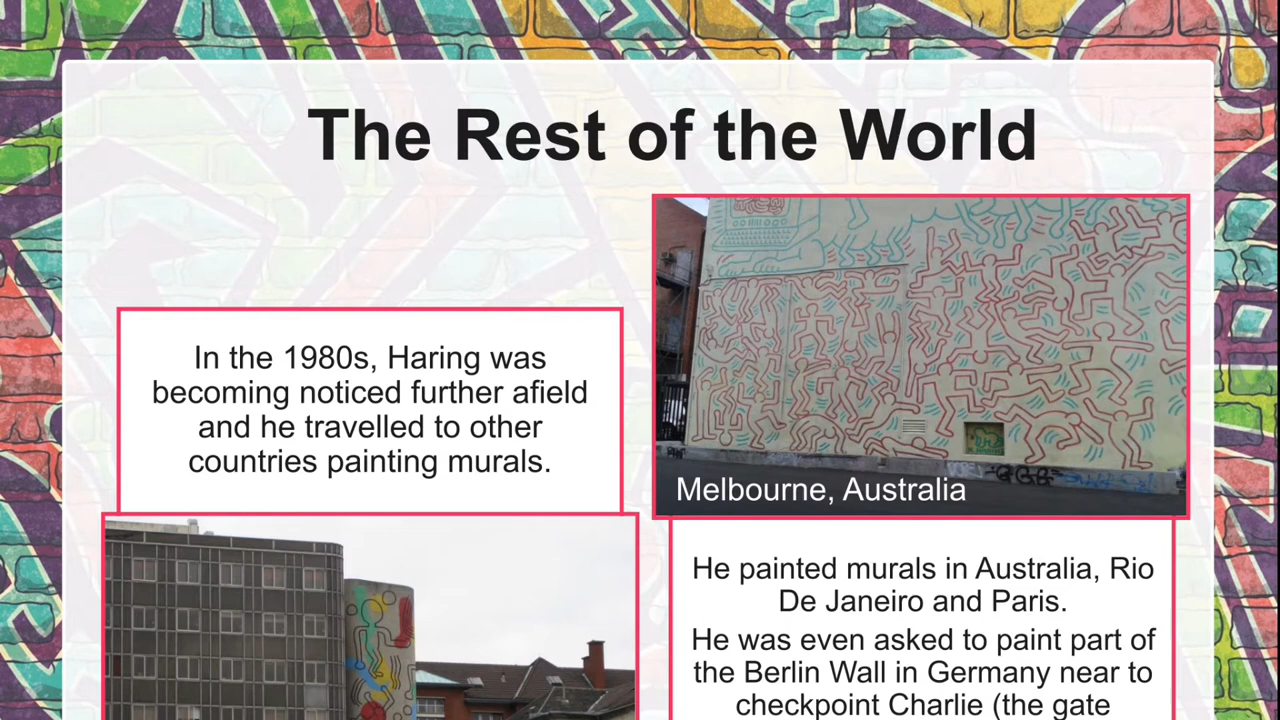 The Rest of the World
In the 1980s, Haring was
becoming noticed further afield
and he travelled to other
countries painting murals.
Melbourne, Australia
He painted murals in Australia, Rio
De Janeiro and Paris.
He was even asked to paint part of
the Berlin Wall in Germany near to
checkpoint Charlie (the gate